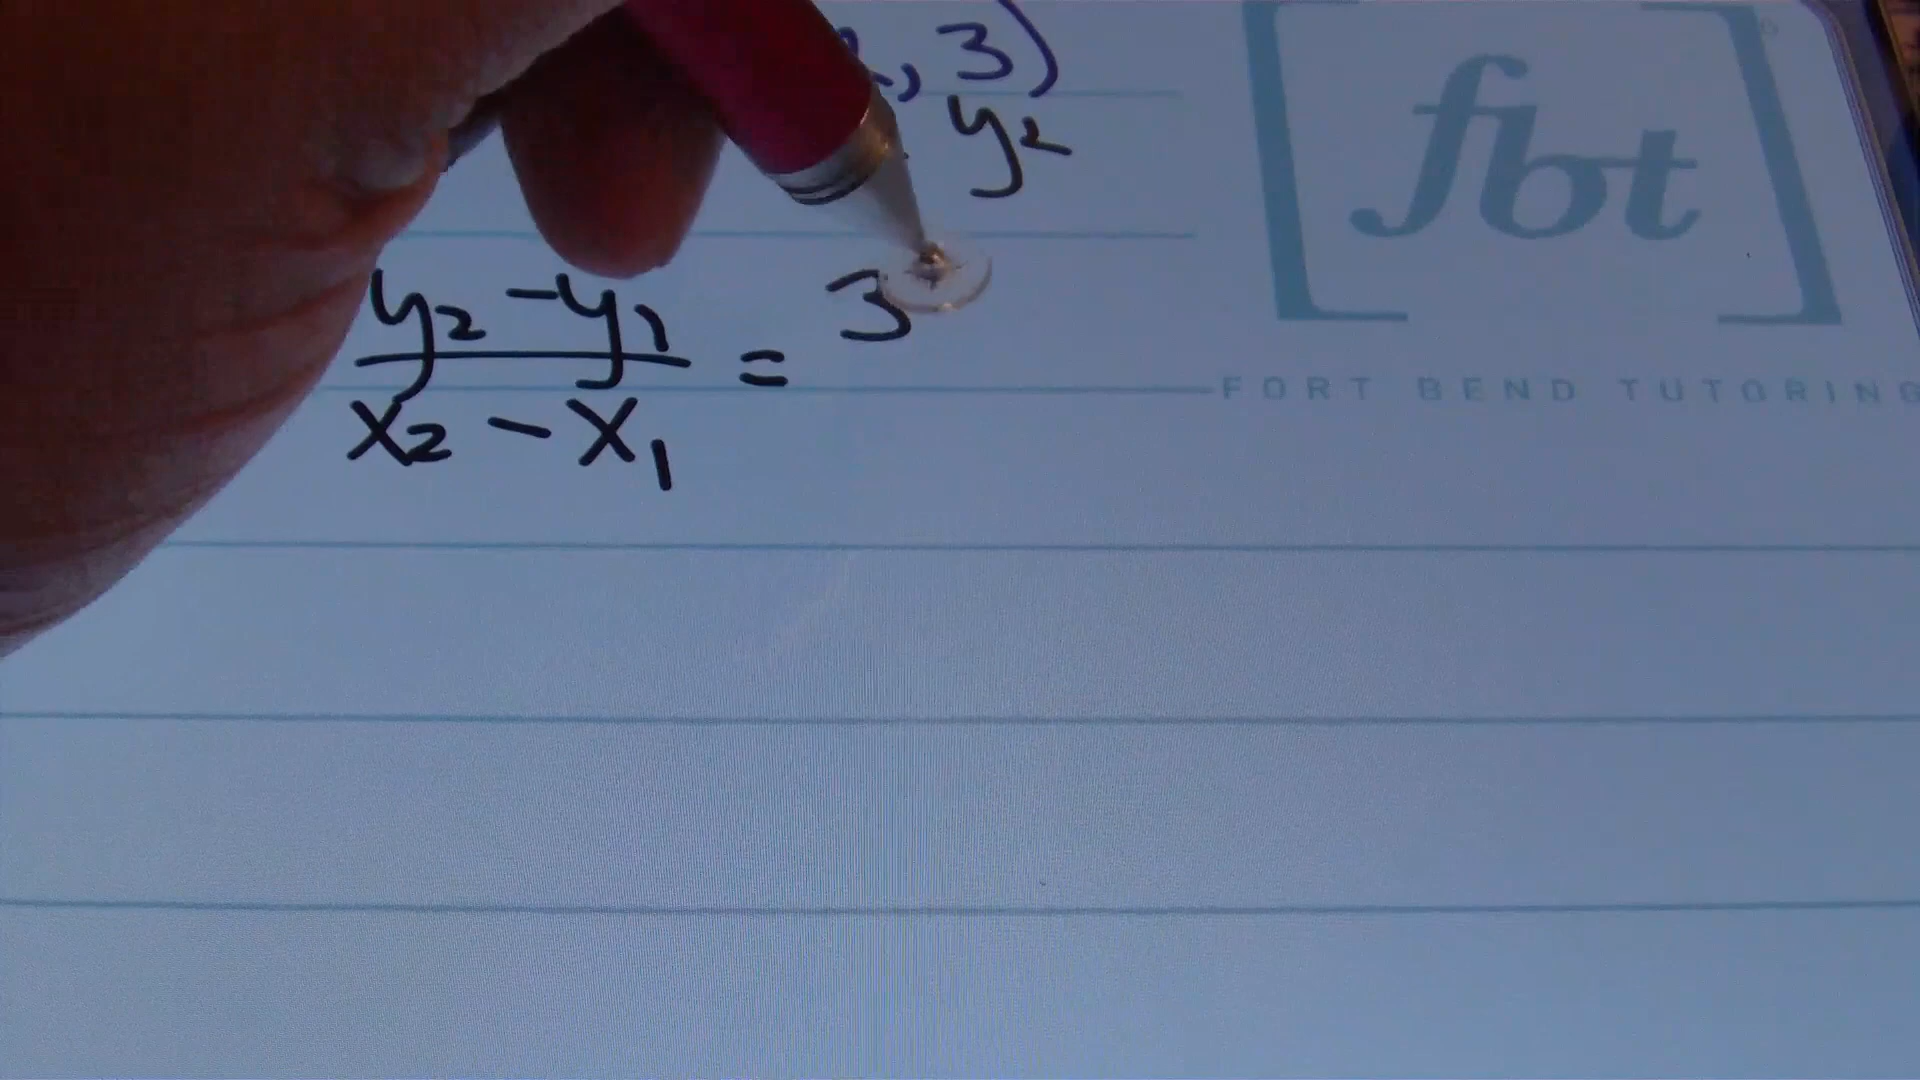 , 3)
y₂
y₂ - y₁ = 3
x₂ - x₁
fbt
FORT BEND TUTORING